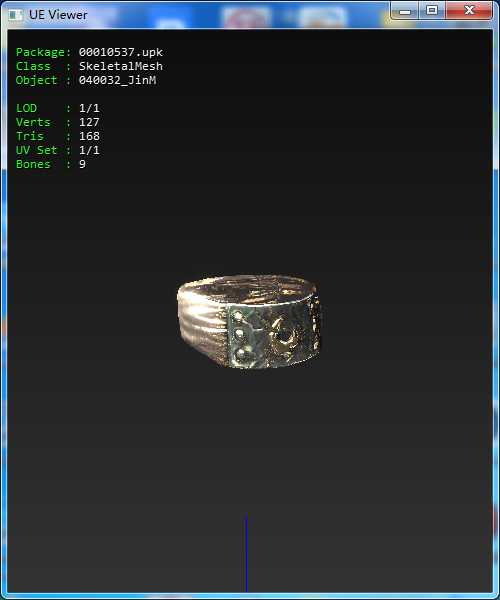 UE Viewer
Package: 00010537.upk
Class : SkeletalMesh
Object : 040032_JinM
LOD : 1/1
Verts : 127
Tris : 168
UV Set : 1/1
Bones : 9